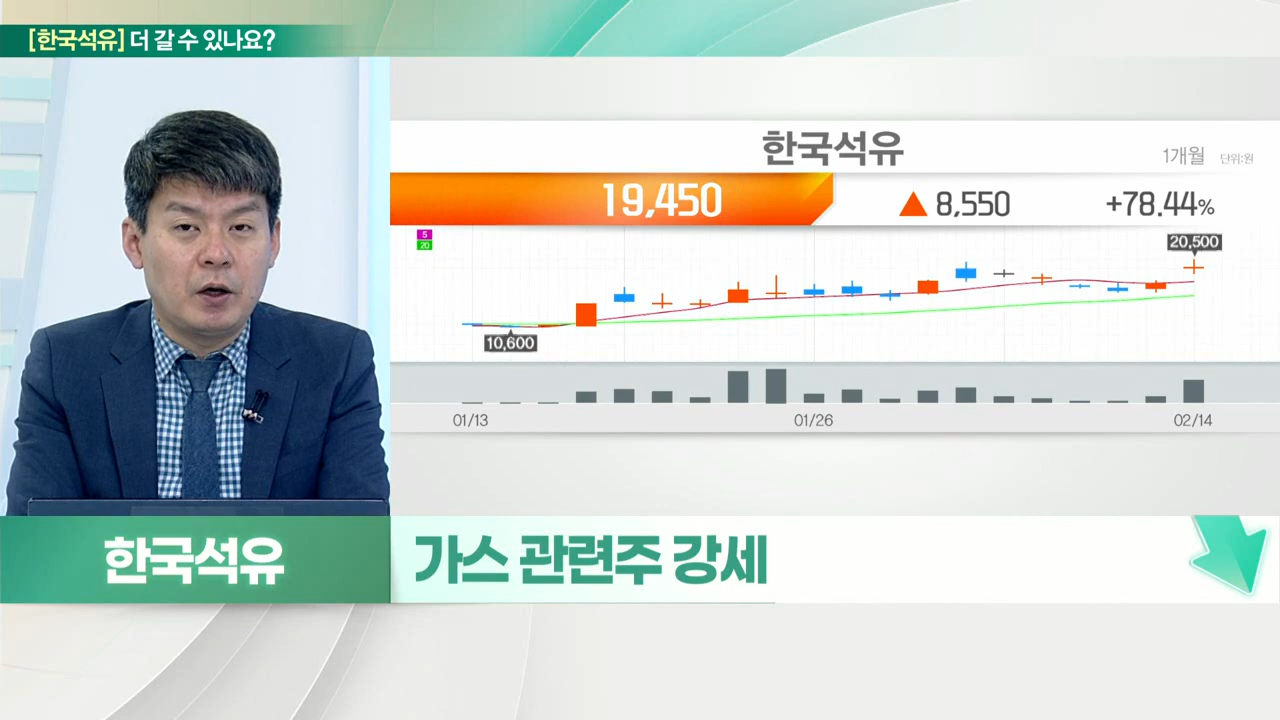 [한국석유] 더 갈 수 있나요?
한국석유
1개월 단위:원
19,450 ▲ 8,550 +78.44%
5
20
20,500
10,600
01/13 01/26 02/14
한국석유
가스 관련주 강세